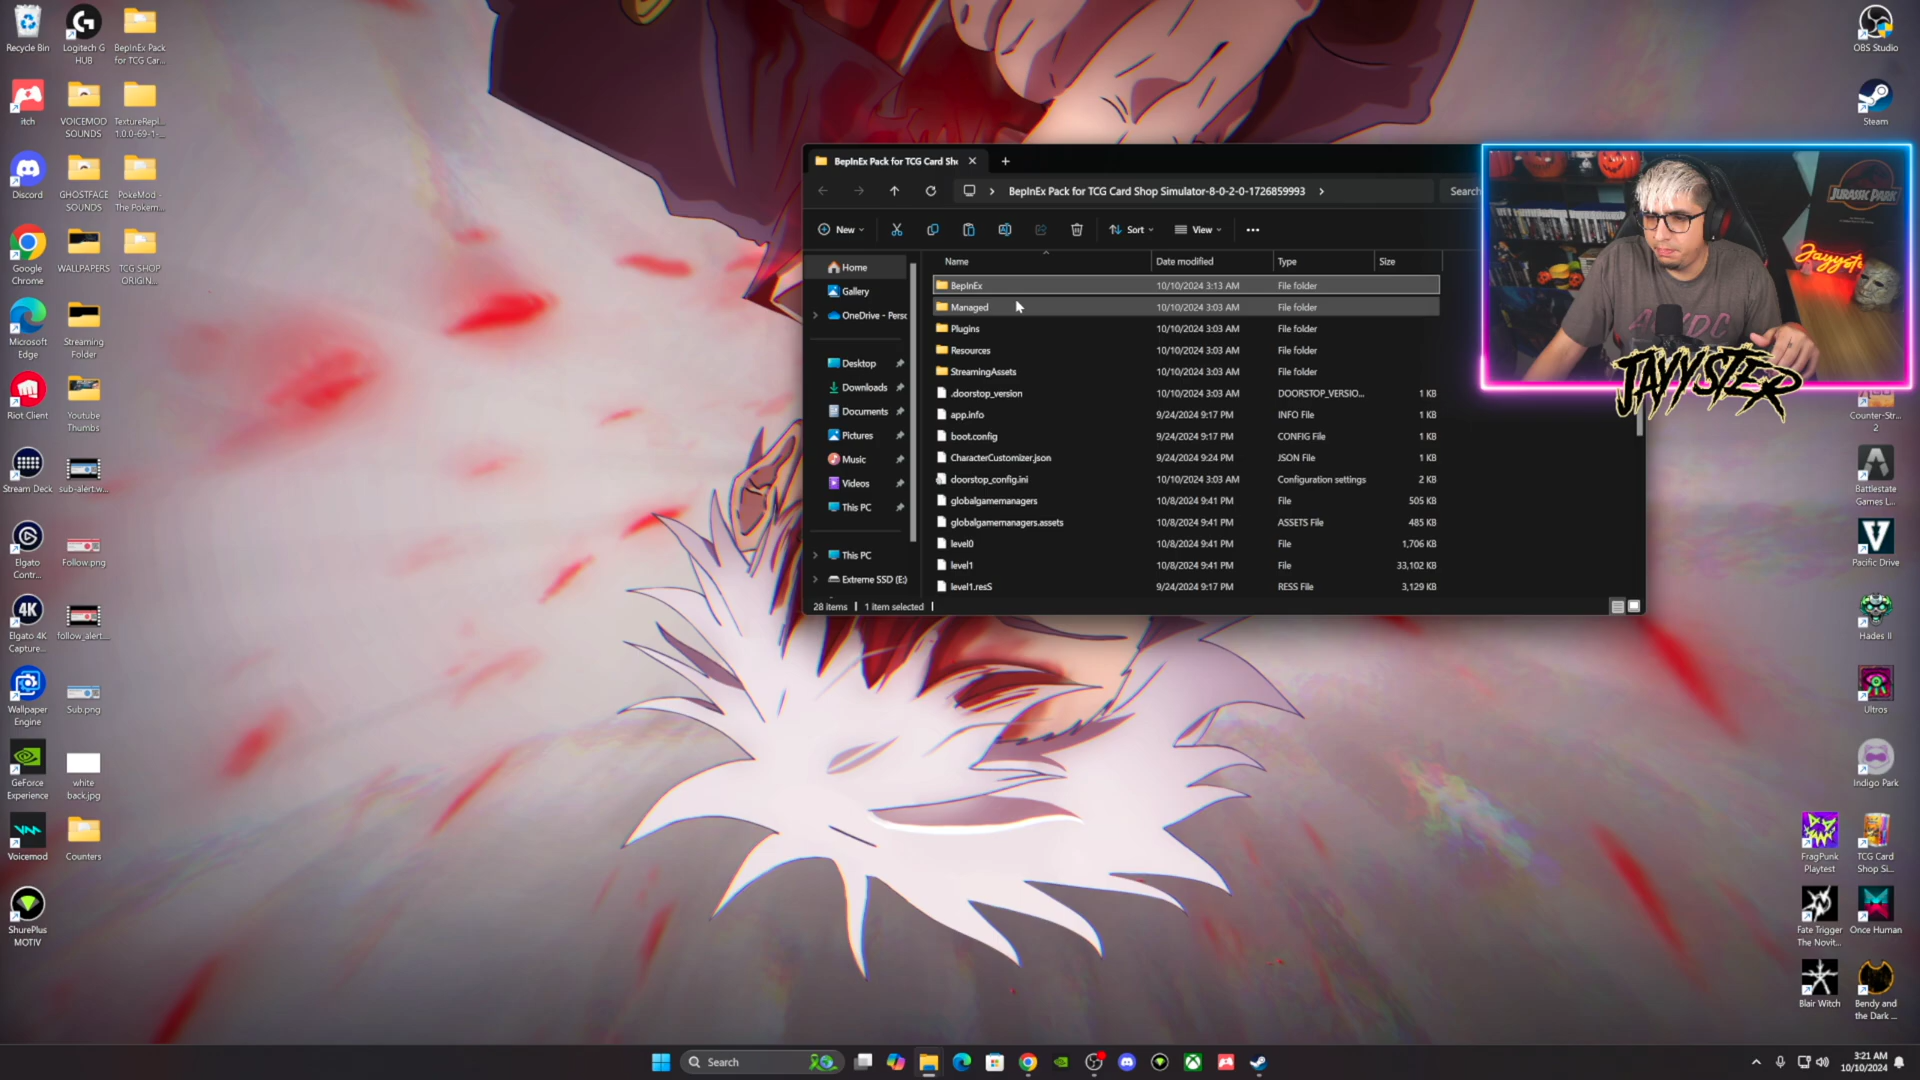 Recycle Bin
Logitech G
HUB
BepInEx Pack
for TCG Car...
OBS Studio
itch
VOICEMOD
SOUNDS
TextureRepl...
1.0.0-69-1-...
Steam
Discord
GHOSTFACE
SOUNDS
PokeMod -
The Pokem...
Google
Chrome
WALLPAPERS
TCG SHOP
ORIGIN...
Microsoft
Edge
Streaming
Folder
Riot Client
Youtube
Thumbs
Stream Deck
sub-alert.w...
Elgato
Contr...
Follow.png
4K
Elgato 4K
Capture...
follow_alert...
Wallpaper
Engine
Sub.png
GeForce
Experience
white
back.jpg
Voicemod
Counters
ShurePlus
MOTIV
BepInEx Pack for TCG Card Sh
BepInEx Pack for TCG Card Shop Simulator-8-0-2-0-1726859993
Search
New
Sort
View
Name
Date modified
Type
Size
Home
Gallery
OneDrive - Perso
Desktop
Downloads
Documents
Pictures
Music
Videos
This PC
This PC
Extreme SSD (E:)
BepInEx 10/10/2024 3:13 AM File folder
Managed 10/10/2024 3:03 AM File folder
Plugins 10/10/2024 3:03 AM File folder
Resources 10/10/2024 3:03 AM File folder
StreamingAssets 10/10/2024 3:03 AM File folder
.doorstop_version 10/10/2024 3:03 AM DOORSTOP_VERSIO... 1 KB
app.info 9/24/2024 9:17 PM INFO File 1 KB
boot.config 9/24/2024 9:17 PM CONFIG File 1 KB
CharacterCustomizer.json 9/24/2024 9:24 PM JSON File 1 KB
doorstop_config.ini 10/10/2024 3:03 AM Configuration settings 2 KB
globalgamemanagers 10/8/2024 9:41 PM File 505 KB
globalgamemanagers.assets 10/8/2024 9:41 PM ASSETS File 485 KB
level0 10/8/2024 9:41 PM File 1,706 KB
level1 10/8/2024 9:41 PM File 33,102 KB
level1.resS 9/24/2024 9:17 PM RESS File 3,129 KB
28 items
1 item selected
JURASSIC PARK
Jayyster
AC/DC
JAYYSTER
Counter-Str...
2
Battlestate
Games L...
Pacific Drive
Hades II
Ultros
Indigo Park
FragPunk
Playtest
TCG Card
Shop Si...
Fate Trigger
The Novit...
Once Human
Blair Witch
Bendy and
the Dark ...
Search
3:21 AM
10/10/2024